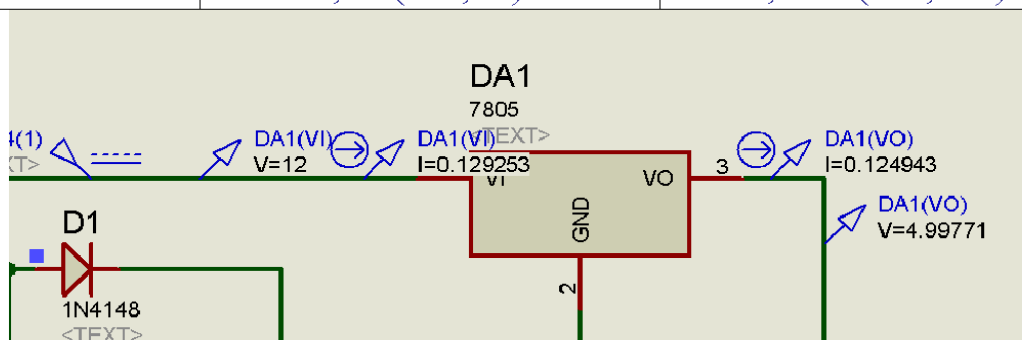 DA1
7805
<TEXT>
DA1(VI)
V=12
DA1(VI)
I=0.129253
VI
VO
GND
3
2
DA1(VO)
I=0.124943
DA1(VO)
V=4.99771
D1
1N4148
<TEXT>